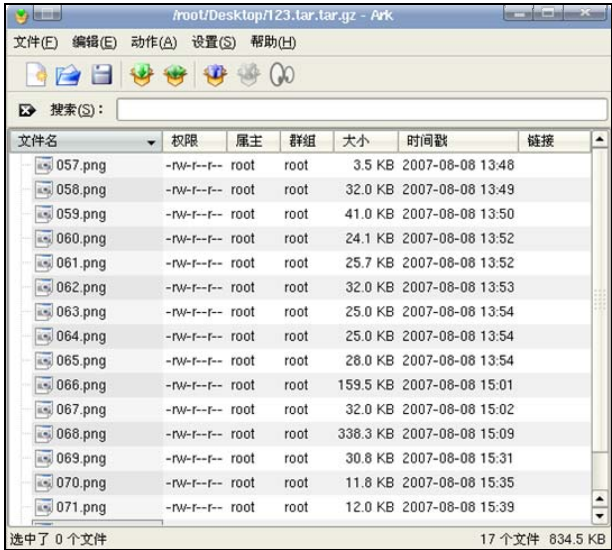 /root/Desktop/123.tar.tar.gz - Ark
文件(F) 编辑(E) 动作(A) 设置(S) 帮助(H)
搜索(S):
文件名 权限 属主 群组 大小 时间戳 链接
057.png -rw-r--r-- root root 3.5 KB 2007-08-08 13:48
058.png -rw-r--r-- root root 32.0 KB 2007-08-08 13:49
059.png -rw-r--r-- root root 41.0 KB 2007-08-08 13:50
060.png -rw-r--r-- root root 24.1 KB 2007-08-08 13:52
061.png -rw-r--r-- root root 25.7 KB 2007-08-08 13:52
062.png -rw-r--r-- root root 32.0 KB 2007-08-08 13:53
063.png -rw-r--r-- root root 25.0 KB 2007-08-08 13:54
064.png -rw-r--r-- root root 25.0 KB 2007-08-08 13:54
065.png -rw-r--r-- root root 28.0 KB 2007-08-08 13:54
066.png -rw-r--r-- root root 159.5 KB 2007-08-08 15:01
067.png -rw-r--r-- root root 32.0 KB 2007-08-08 15:02
068.png -rw-r--r-- root root 338.3 KB 2007-08-08 15:09
069.png -rw-r--r-- root root 30.8 KB 2007-08-08 15:31
070.png -rw-r--r-- root root 11.8 KB 2007-08-08 15:35
071.png -rw-r--r-- root root 12.0 KB 2007-08-08 15:39
选中了 0 个文件 17 个文件 834.5 KB